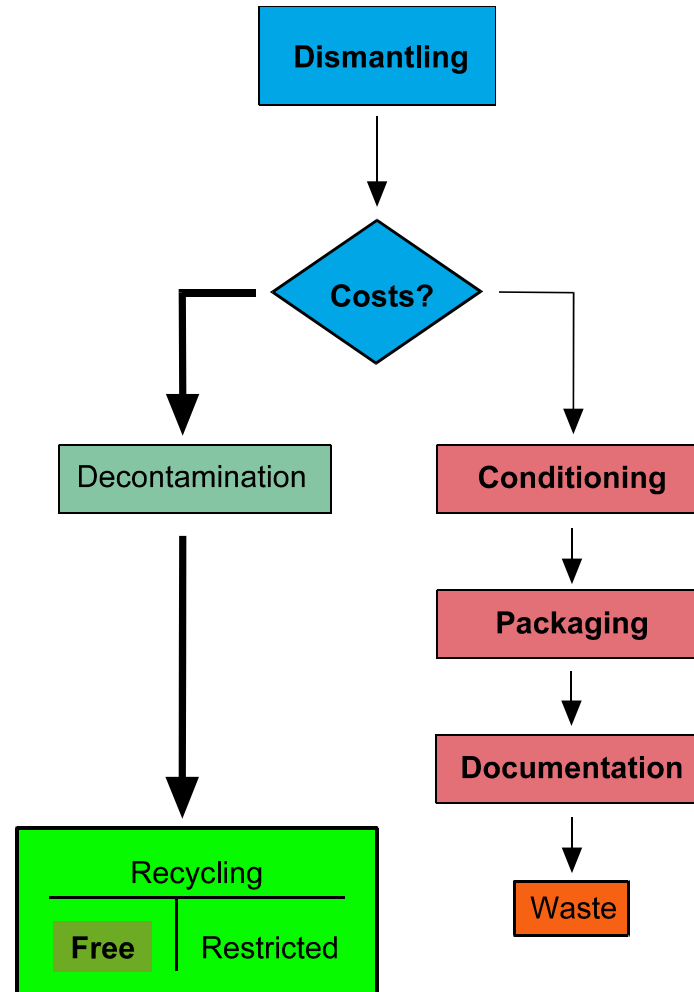 Dismantling
Costs?
Decontamination
Conditioning
Packaging
Documentation
Recycling
Free
Restricted
Waste